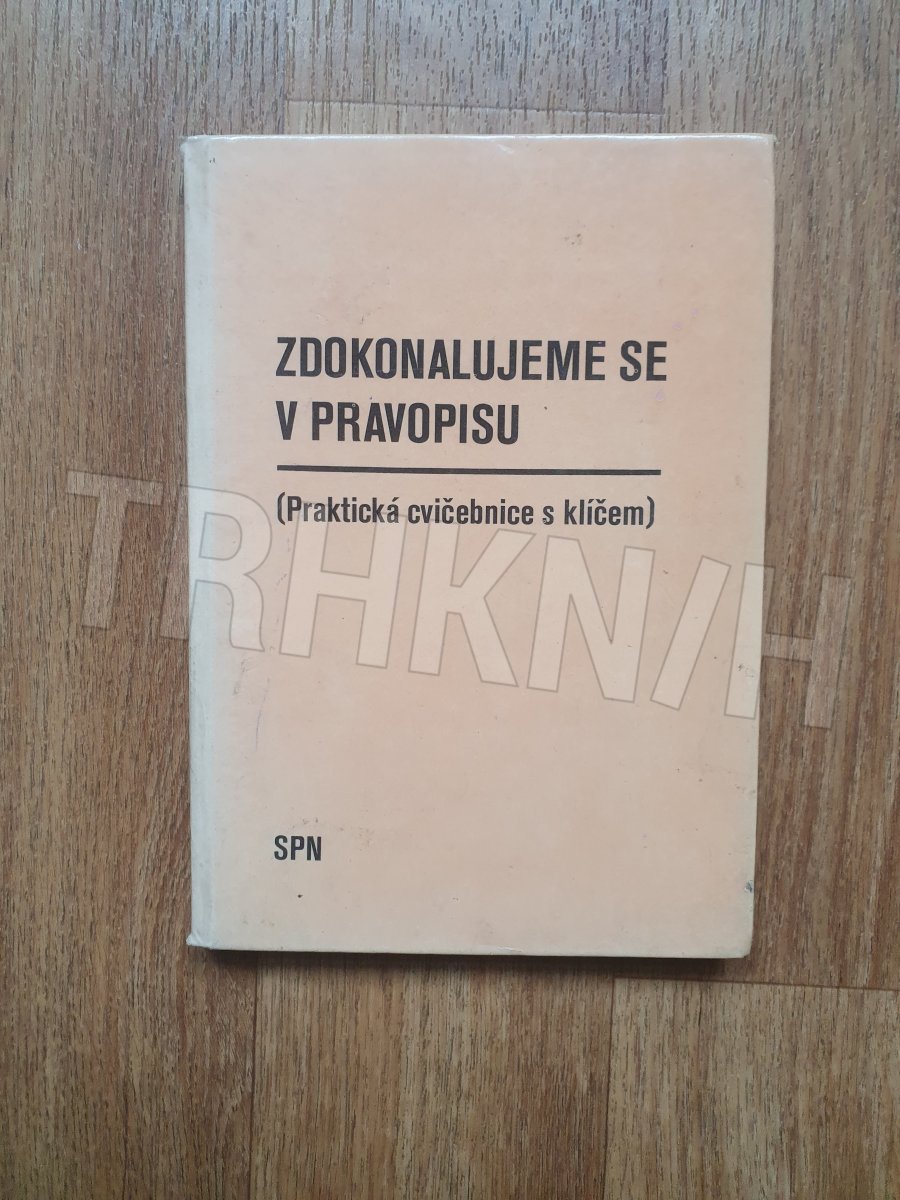 ZDOKONALUJEME SE
V PRAVOPISU
(Praktická cvičebnice s klíčem)
TRHKNIH
SPN